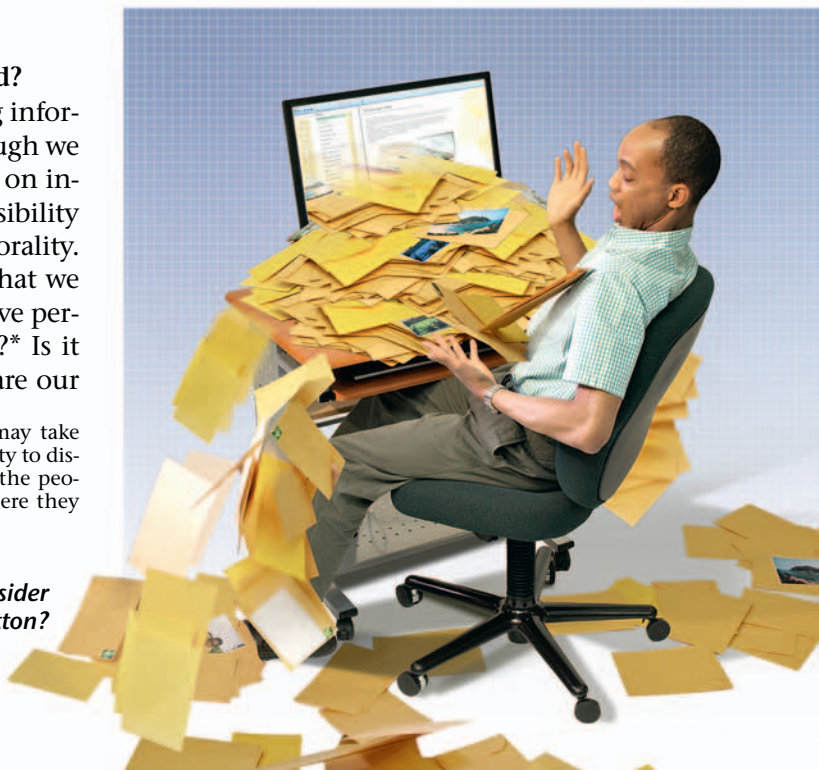 d?
g infor-
ugh we
on in-
sibility
orality.
hat we
ve per-
?* Is it
are our
may take
ty to dis-
the peo-
ere they
sider
tton?